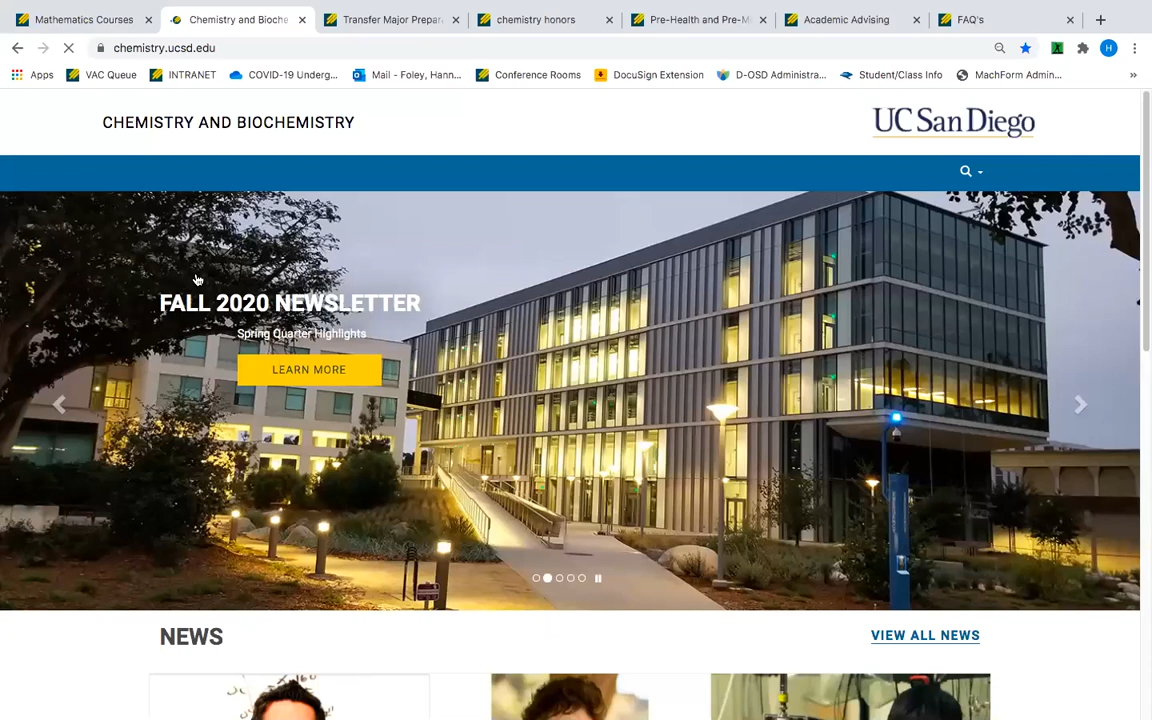 Mathematics Courses
Chemistry and Bioche
Transfer Major Prepar
chemistry honors
Pre-Health and Pre-M
Academic Advising
FAQ's
chemistry.ucsd.edu
H
Apps
VAC Queue
INTRANET
COVID-19 Underg...
Mail - Foley, Hann...
Conference Rooms
DocuSign Extension
D-OSD Administra...
Student/Class Info
MachForm Admin...
CHEMISTRY AND BIOCHEMISTRY
UC San Diego
FALL 2020 NEWSLETTER
Spring Quarter Highlights
LEARN MORE
NEWS
VIEW ALL NEWS